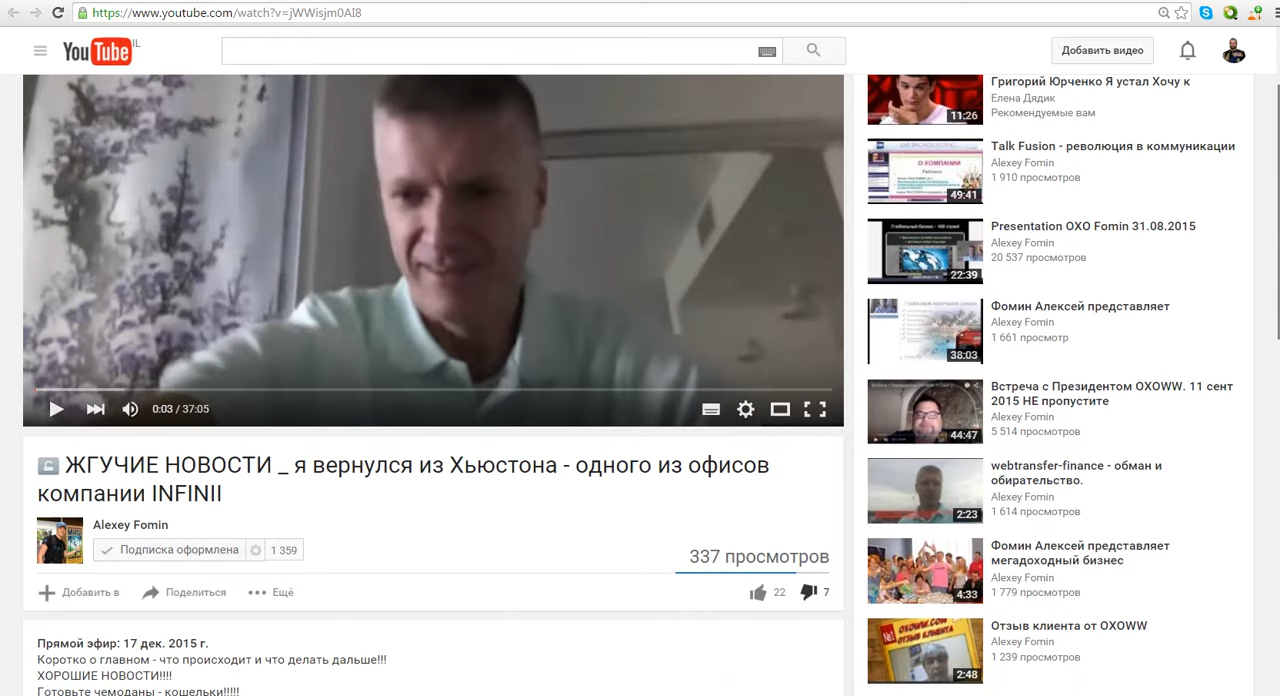 https://www.youtube.com/watch?v=jWWisjm0AI8
YouTube IL
Добавить видео
0:03 / 37:05
ЖГУЧИЕ НОВОСТИ _ я вернулся из Хьюстона - одного из офисов
компании INFINII
Alexey Fomin
Подписка оформлена
1 359
337 просмотров
Добавить в
Поделиться
Ещё
22
7
Прямой эфир: 17 дек. 2015 г.
Коротко о главном - что происходит и что делать дальше!!!
ХОРОШИЕ НОВОСТИ!!!!
Готовьте чемоданы - кошельки!!!!!
11:26
Григорий Юрченко Я устал Хочу к
Елена Дядик
Рекомендуемые вам
О КОМПАНИИ
49:41
Talk Fusion - революция в коммуникации
Alexey Fomin
1 910 просмотров
22:39
Presentation OXO Fomin 31.08.2015
Alexey Fomin
20 537 просмотров
38:03
Фомин Алексей представляет
Alexey Fomin
1 661 просмотр
44:47
Встреча с Президентом OXOWW. 11 сент
2015 НЕ пропустите
Alexey Fomin
5 514 просмотров
2:23
webtransfer-finance - обман и
обирательство.
Alexey Fomin
1 614 просмотров
4:33
Фомин Алексей представляет
мегадоходный бизнес
Alexey Fomin
1 779 просмотров
OXOWW.COM
ОТЗЫВ КЛИЕНТА
2:48
Отзыв клиента от OXOWW
Alexey Fomin
1 239 просмотров